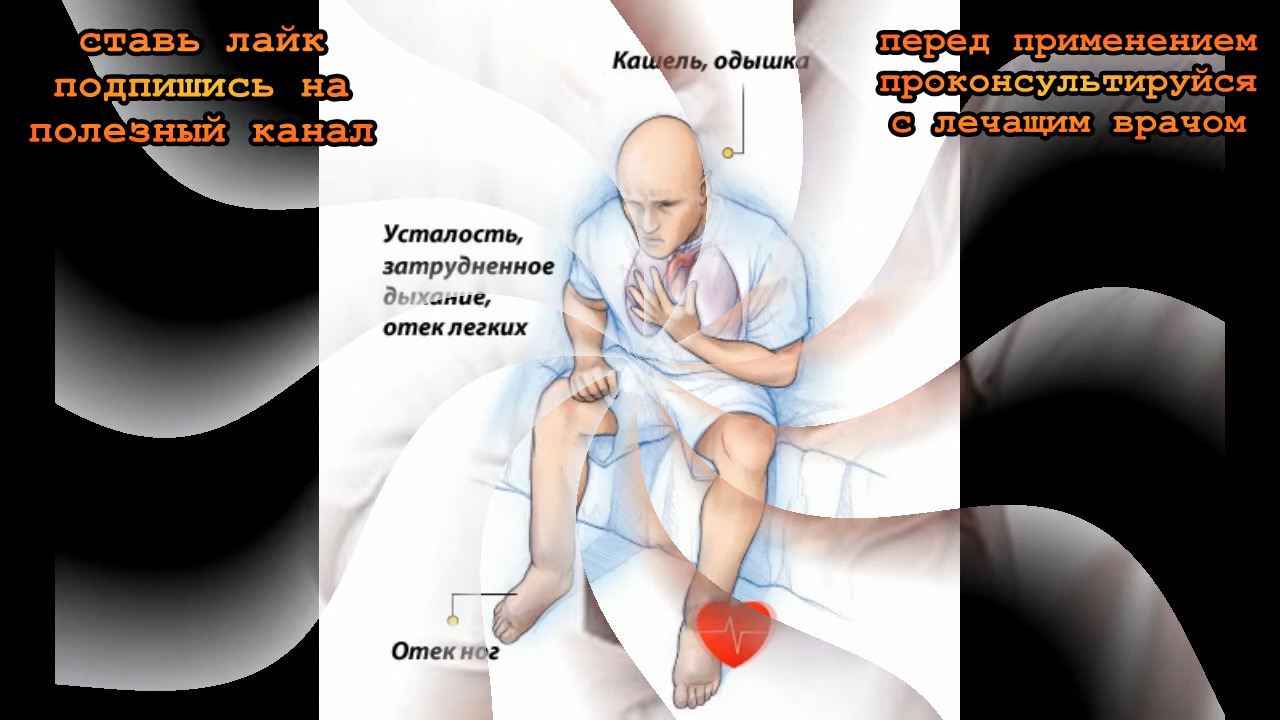 ставь лайк
подпишись на
полезный канал
перед применением
проконсультируйся
с лечащим врачом
Кашель, одышка
Усталость,
затрудненное
дыхание,
отек легких
Отек ног